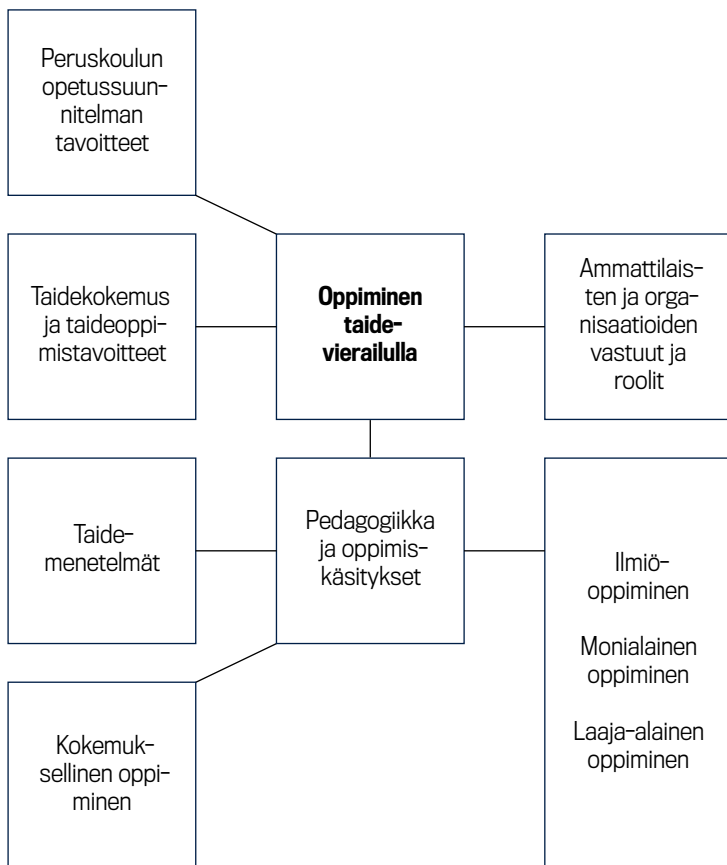 Peruskoulun
opetussuun-
nitelman
tavoitteet
Taidekokemus
ja taideoppi-
mistavoitteet
Oppiminen
taide-
vierailulla
Ammattilais-
ten ja orga-
nisaatioiden
vastuut ja
roolit
Taide-
menetelmät
Pedagogiikka
ja oppimis-
käsitykset
Ilmiö-
oppiminen
Monialainen
oppiminen
Laaja-alainen
oppiminen
Kokemuk-
sellinen oppi-
minen